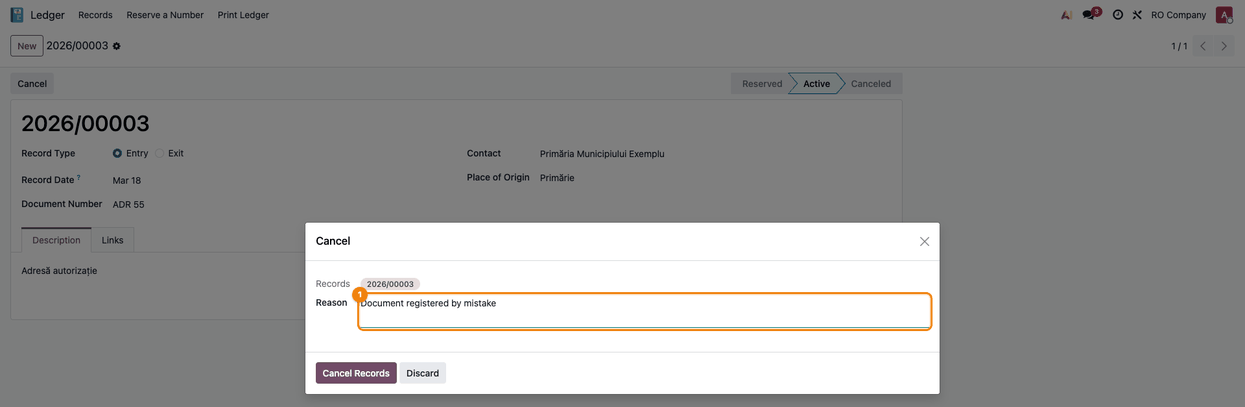 Ledger Records Reserve a Number Print Ledger 3 RO Company A
New 2026/00003 1 / 1
Cancel Reserved Active Canceled
2026/00003
Record Type Entry Exit Contact Primăria Municipiului Exemplu
Record Date ? Mar 18 Place of Origin Primărie
Document Number ADR 55
Description Links
Adresă autorizație
Cancel
Records 2026/00003
1
Reason Document registered by mistake
Cancel Records Discard